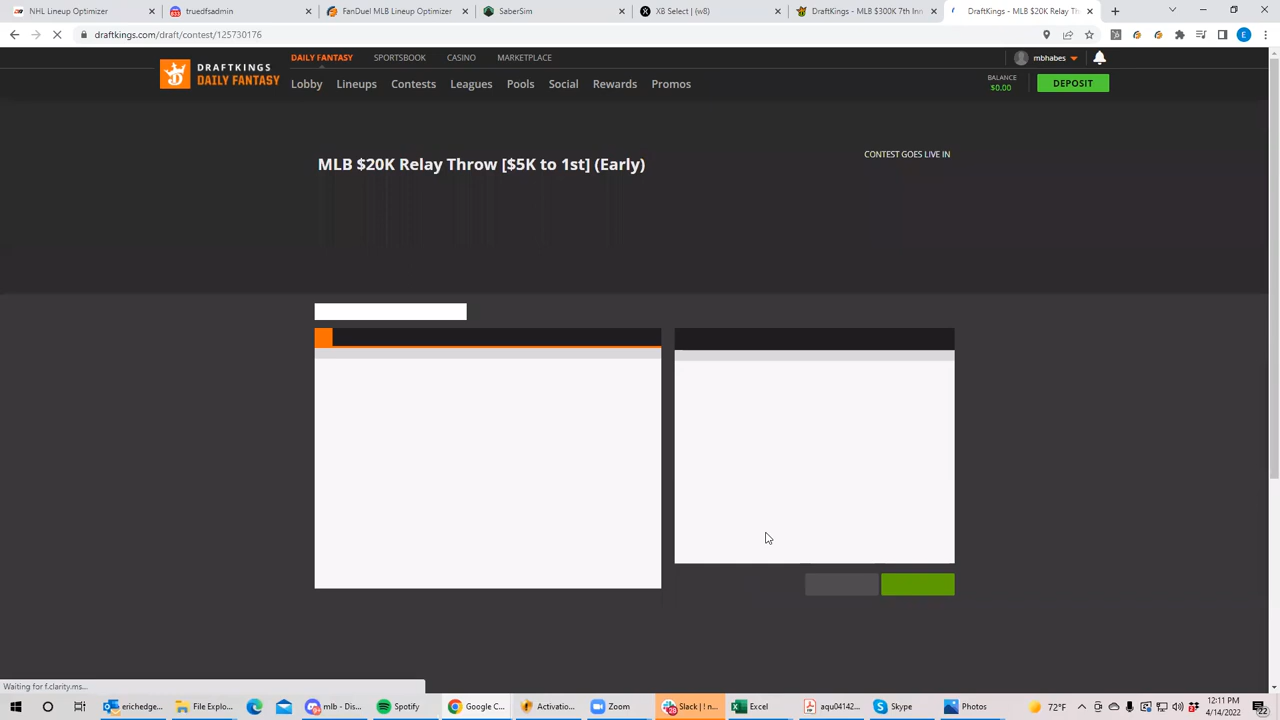 NHL Lineup Optimizer
truedfsadmin
FanDuel MLB Lineup Optimizer
SaberSim
X8 Select | (w8)
DraftKings - MLB $300K 7th Inn
DraftKings - MLB $20K Relay Th
draftkings.com/draft/contest/125730176
E
DRAFTKINGS
DAILY FANTASY
DAILY FANTASY
SPORTSBOOK
CASINO
MARKETPLACE
mbhabes
Lobby
Lineups
Contests
Leagues
Pools
Social
Rewards
Promos
BALANCE
$0.00
DEPOSIT
MLB $20K Relay Throw [$5K to 1st] (Early)
CONTEST GOES LIVE IN
Waiting for f.clarity.ms...
erichedge...
File Explo...
mlb - Dis...
Spotify
Google C...
Activatio...
Zoom
Slack | ! n...
Excel
aqu04142...
Skype
Photos
72°F
12:11 PM
4/14/2022
22